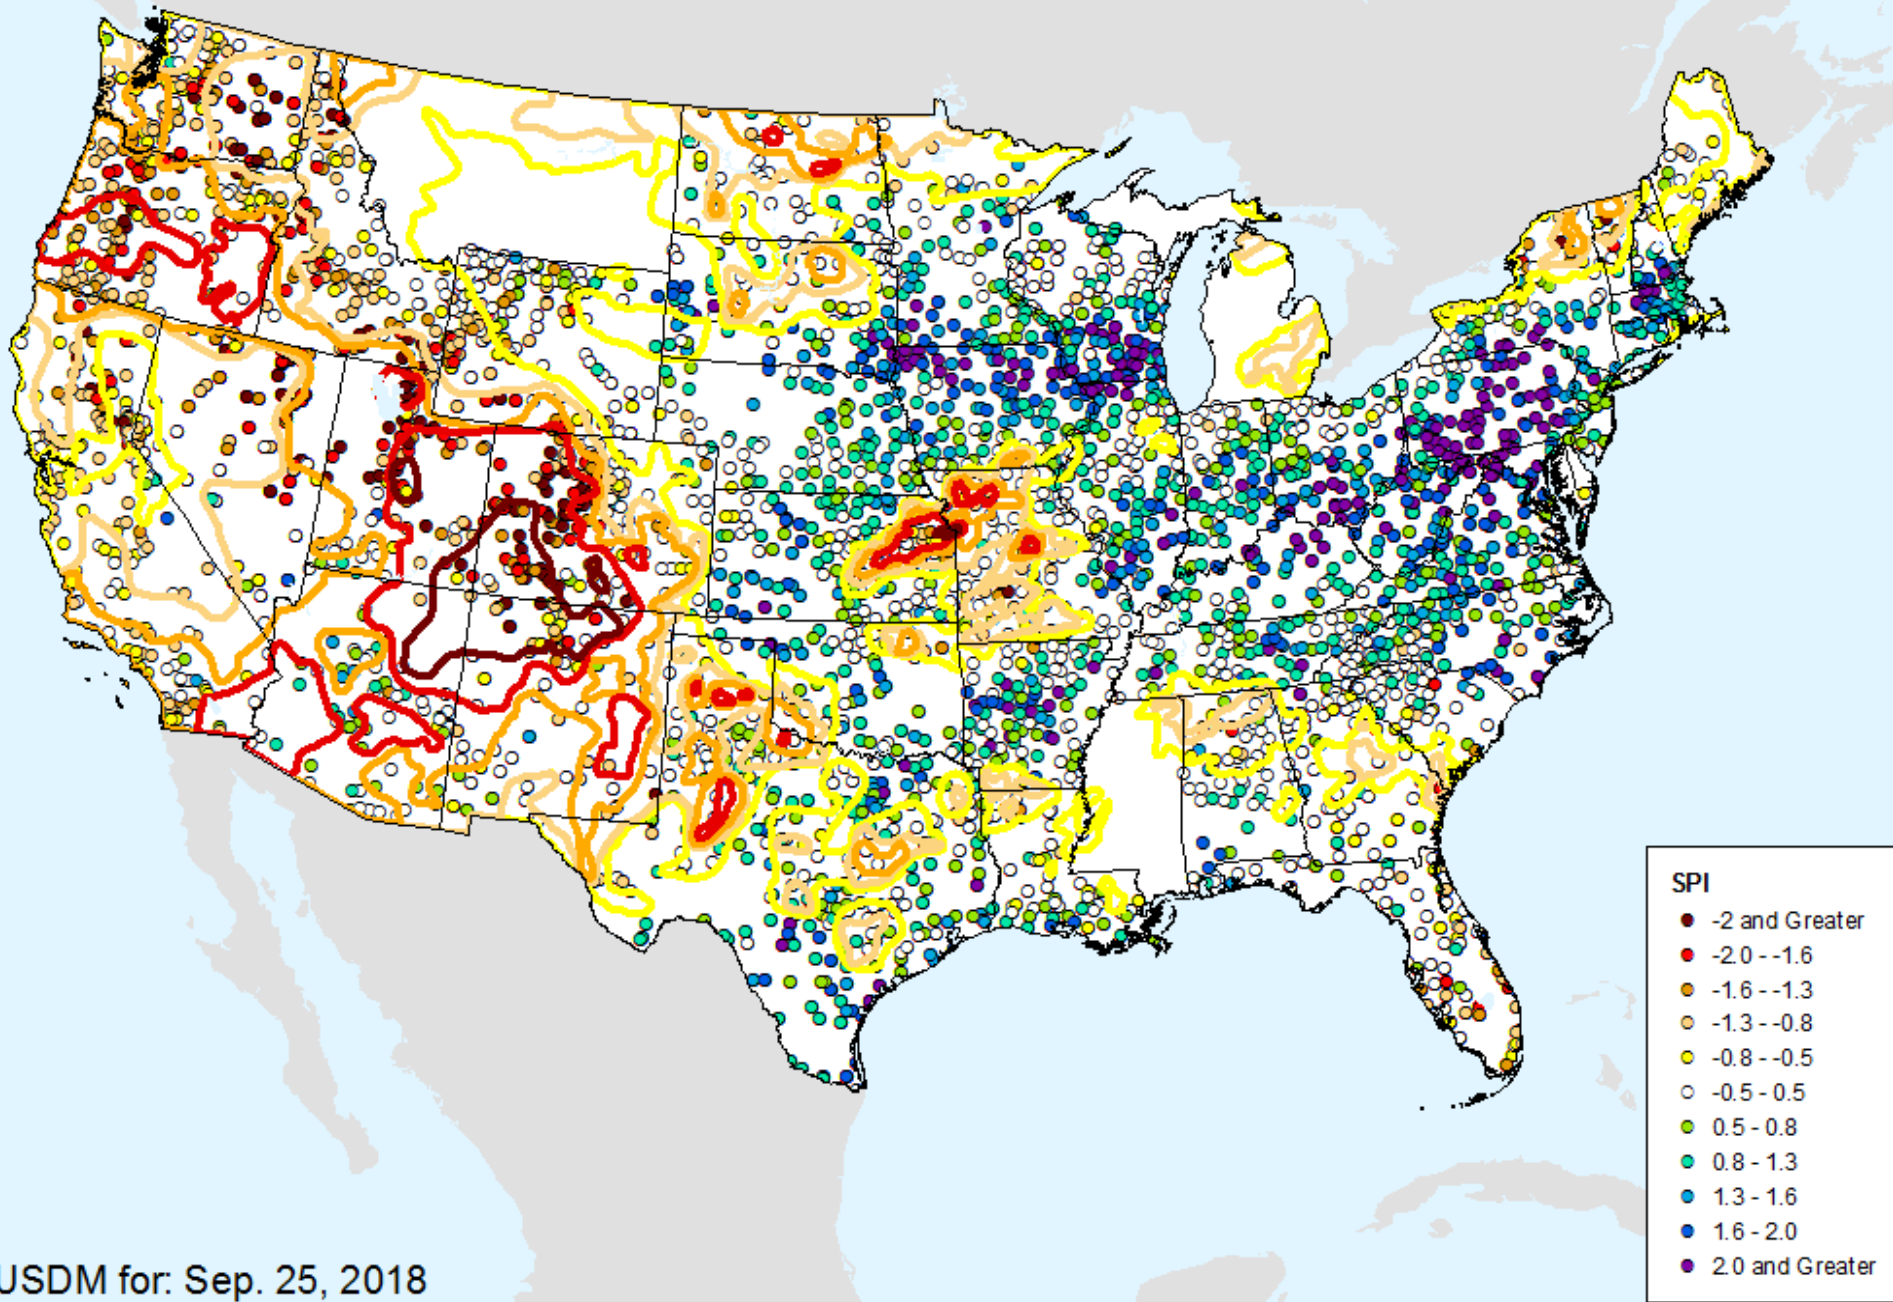 SPI
-2 and Greater
-2.0 - -1.6
-1.6 - -1.3
-1.3 - -0.8
-0.8 - -0.5
-0.5 - 0.5
0.5 - 0.8
0.8 - 1.3
1.3 - 1.6
1.6 - 2.0
2.0 and Greater
USDM for: Sep. 25, 2018